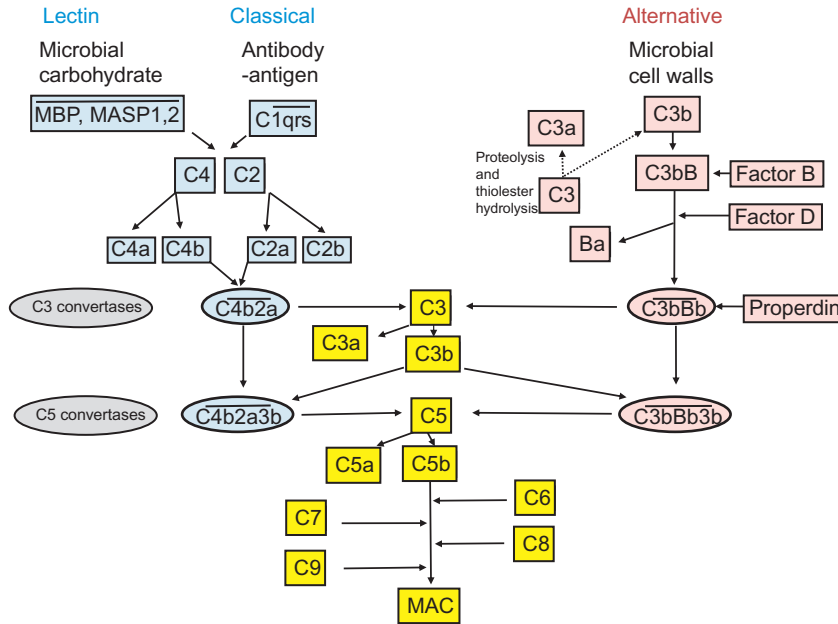 Lectin
Classical
Alternative
Microbial
carbohydrate
Antibody
-antigen
Microbial
cell walls
MBP, MASP1,2
C1qrs
C3a
C3b
Proteolysis
and
thiolester
hydrolysis
C3
C4
C2
C3bB
Factor B
Factor D
C4a
C4b
C2a
C2b
Ba
C3 convertases
C4b2a
C3
C3bBb
Properdin
C3a
C3b
C5 convertases
C4b2a3b
C5
C3bBb3b
C5a
C5b
C6
C7
C8
C9
MAC